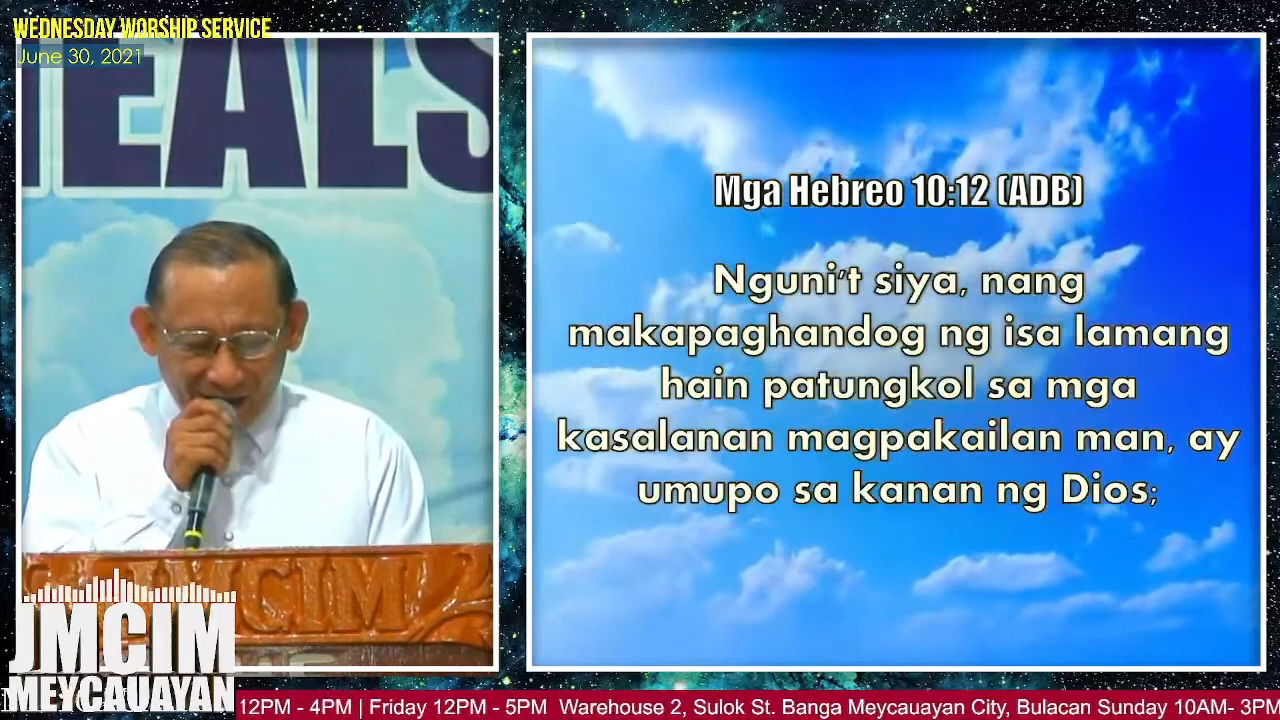 WEDNESDAY WORSHIP SERVICE
June 30, 2021
HEALS
Mga Hebreo 10:12 (ADB)
Nguni't siya, nang
makapaghandog ng isa lamang
hain patungkol sa mga
kasalanan magpakailan man, ay
umupo sa kanan ng Dios;
JMCIM
JMCIM
MEYCAUAYAN
12PM - 4PM | Friday 12PM - 5PM Warehouse 2, Sulok St. Banga Meycauayan City, Bulacan Sunday 10AM- 3PM